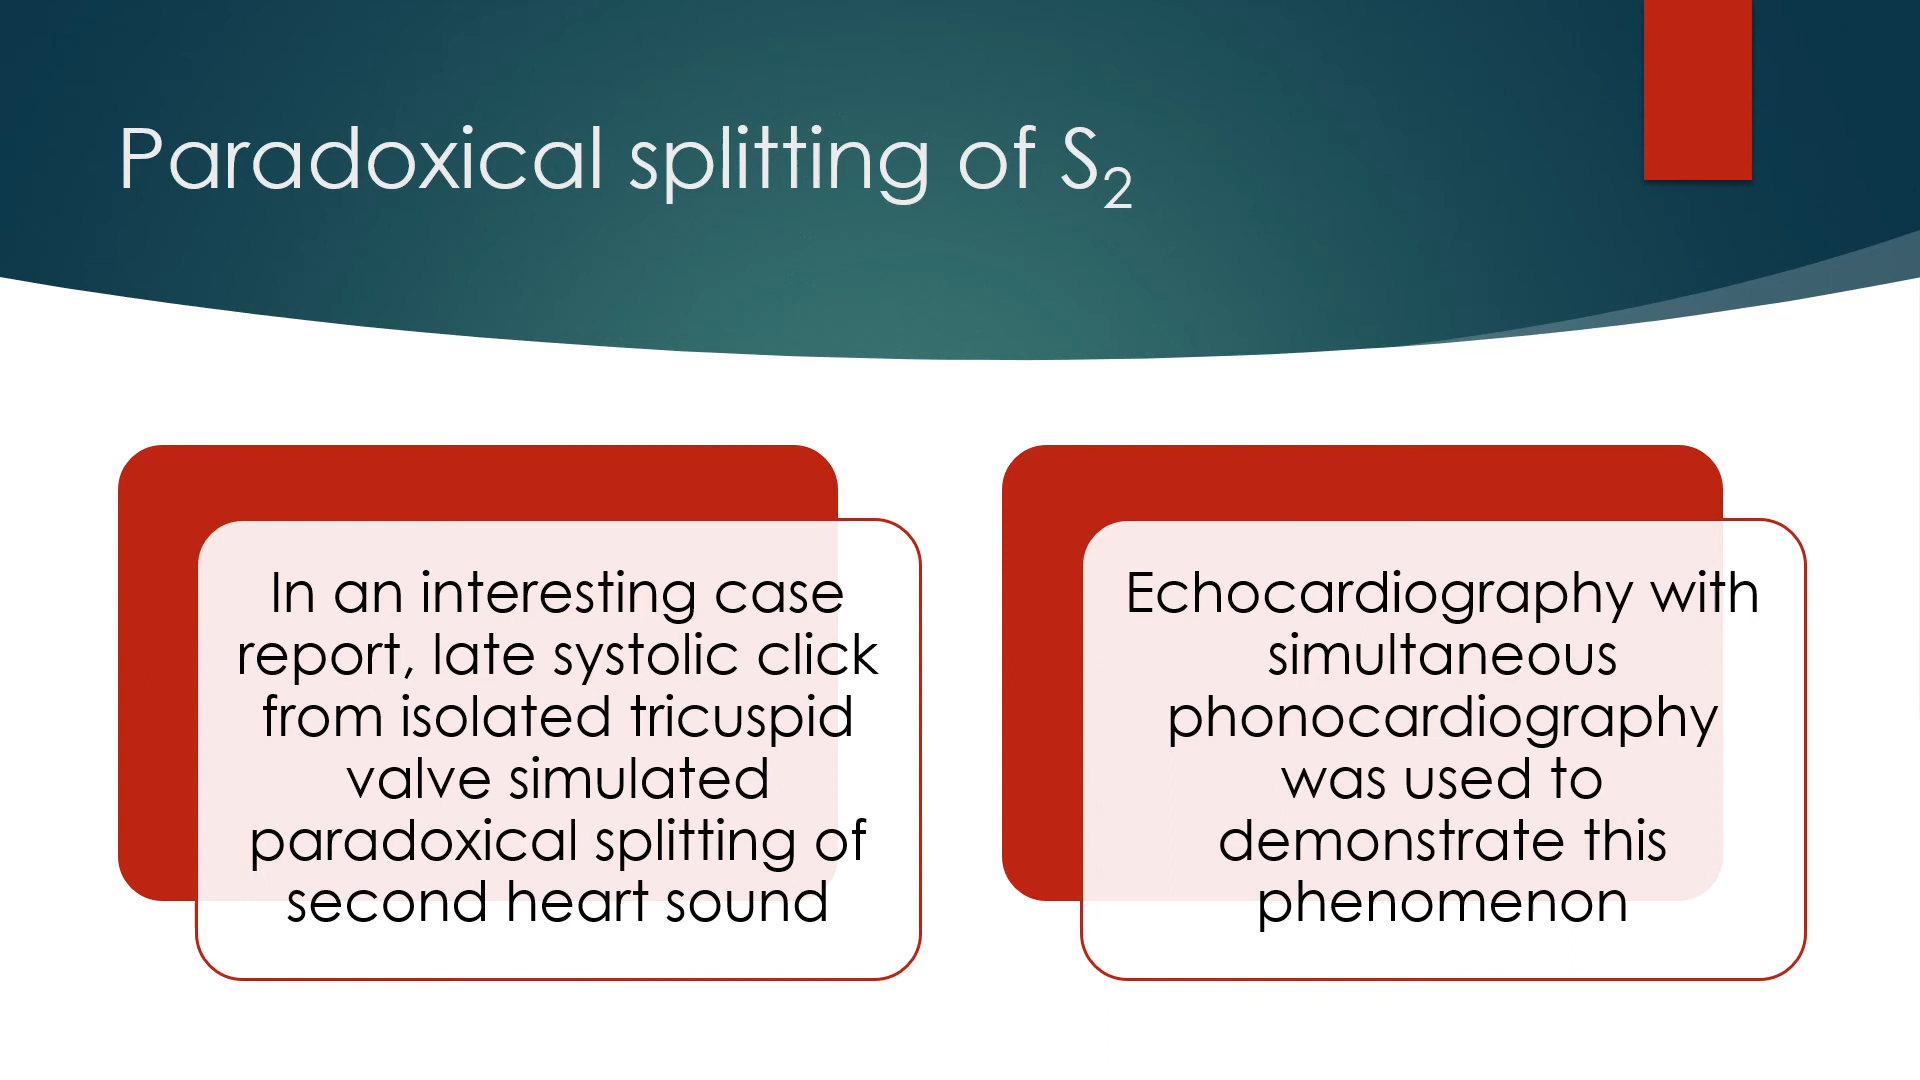 Paradoxical splitting of S₂
In an interesting case
report, late systolic click
from isolated tricuspid
valve simulated
paradoxical splitting of
second heart sound
Echocardiography with
simultaneous
phonocardiography
was used to
demonstrate this
phenomenon